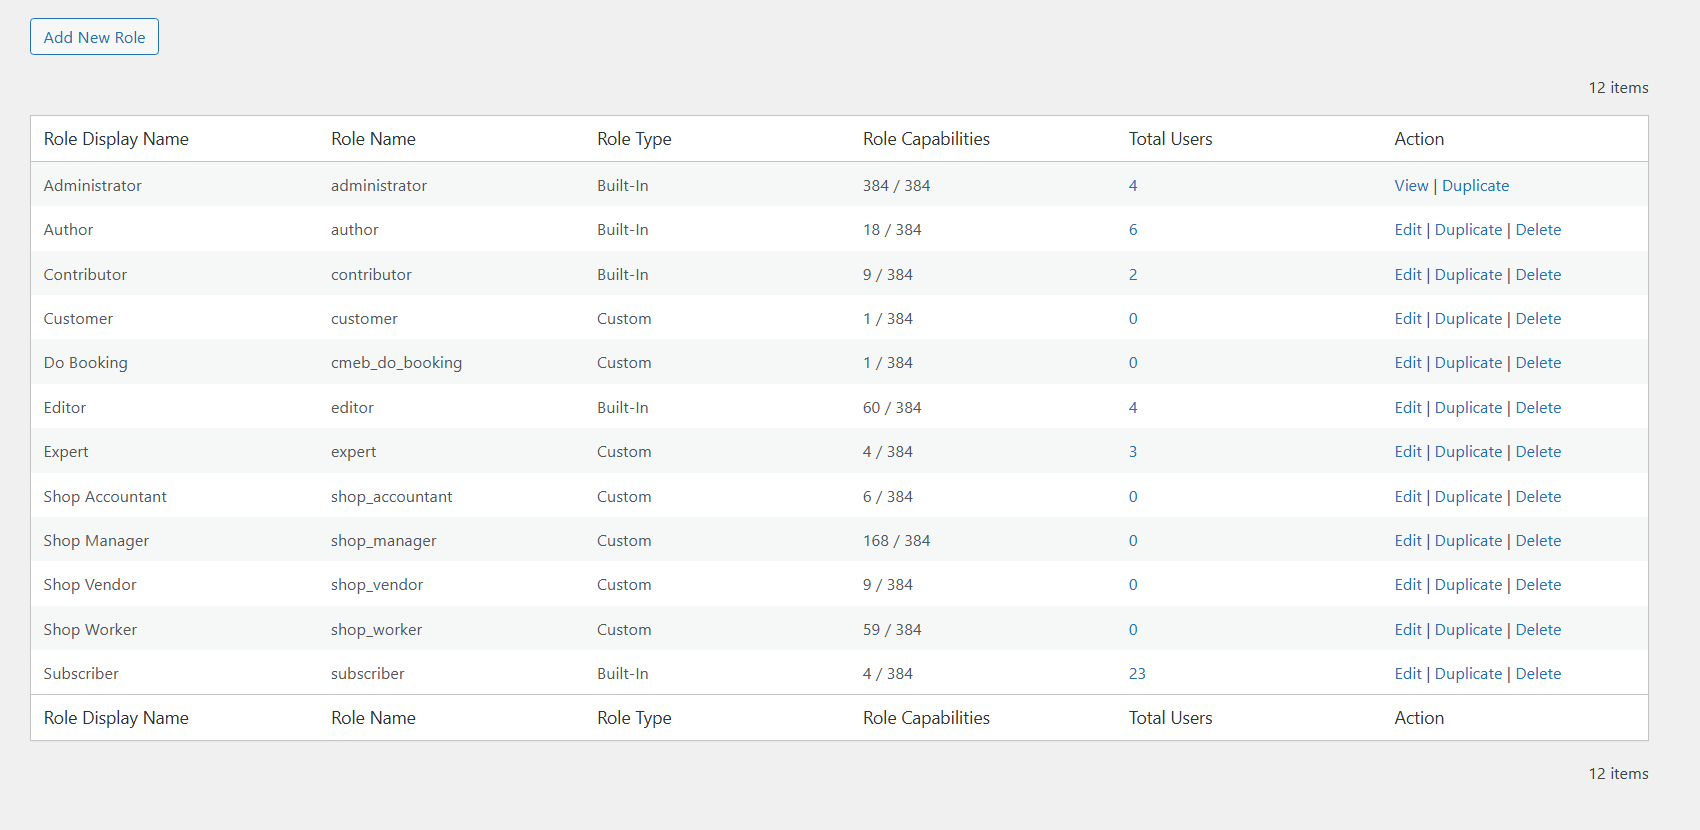 Add New Role
12 items
Role Display Name Role Name Role Type Role Capabilities Total Users Action
Administrator administrator Built-In 384 / 384 4 View | Duplicate
Author author Built-In 18 / 384 6 Edit | Duplicate | Delete
Contributor contributor Built-In 9 / 384 2 Edit | Duplicate | Delete
Customer customer Custom 1 / 384 0 Edit | Duplicate | Delete
Do Booking cmeb_do_booking Custom 1 / 384 0 Edit | Duplicate | Delete
Editor editor Built-In 60 / 384 4 Edit | Duplicate | Delete
Expert expert Custom 4 / 384 3 Edit | Duplicate | Delete
Shop Accountant shop_accountant Custom 6 / 384 0 Edit | Duplicate | Delete
Shop Manager shop_manager Custom 168 / 384 0 Edit | Duplicate | Delete
Shop Vendor shop_vendor Custom 9 / 384 0 Edit | Duplicate | Delete
Shop Worker shop_worker Custom 59 / 384 0 Edit | Duplicate | Delete
Subscriber subscriber Built-In 4 / 384 23 Edit | Duplicate | Delete
Role Display Name Role Name Role Type Role Capabilities Total Users Action
12 items